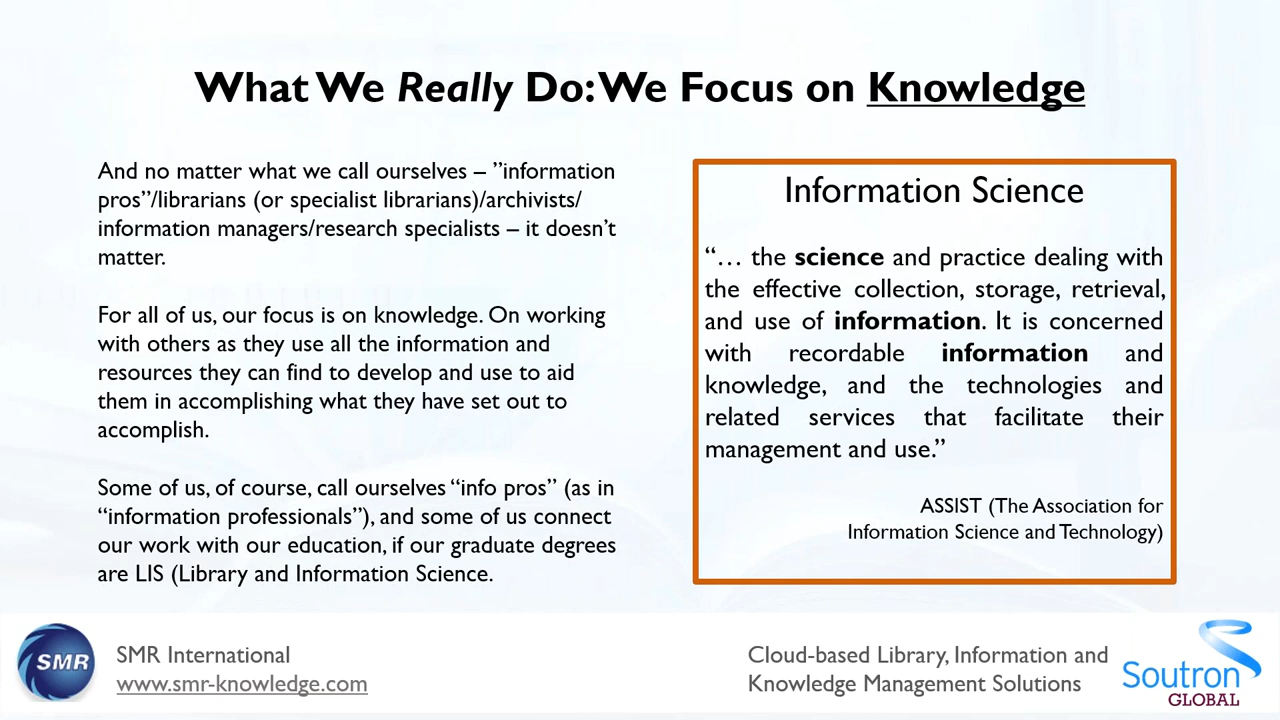 What We Really Do: We Focus on Knowledge
And no matter what we call ourselves – ”information
pros”/librarians (or specialist librarians)/archivists/
information managers/research specialists – it doesn’t
matter.
For all of us, our focus is on knowledge. On working
with others as they use all the information and
resources they can find to develop and use to aid
them in accomplishing what they have set out to
accomplish.
Some of us, of course, call ourselves “info pros” (as in
“information professionals”), and some of us connect
our work with our education, if our graduate degrees
are LIS (Library and Information Science.
Information Science
“… the science and practice dealing with
the effective collection, storage, retrieval,
and use of information. It is concerned
with recordable information and
knowledge, and the technologies and
related services that facilitate their
management and use.”
ASSIST (The Association for
Information Science and Technology)
SMR
SMR International
www.smr-knowledge.com
Cloud-based Library, Information and
Knowledge Management Solutions
Soutron
GLOBAL